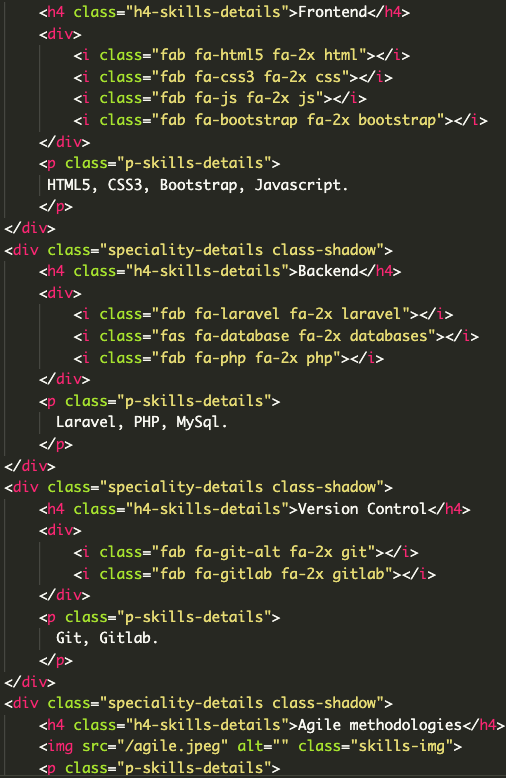 <h4 class="h4-skills-details">Frontend</h4>
<div>
<i class="fab fa-html5 fa-2x html"></i>
<i class="fab fa-css3 fa-2x css"></i>
<i class="fab fa-js fa-2x js"></i>
<i class="fab fa-bootstrap fa-2x bootstrap"></i>
</div>
<p class="p-skills-details">
HTML5, CSS3, Bootstrap, Javascript.
</p>
</div>
<div class="speciality-details class-shadow">
<h4 class="h4-skills-details">Backend</h4>
<div>
<i class="fab fa-laravel fa-2x laravel"></i>
<i class="fas fa-database fa-2x databases"></i>
<i class="fab fa-php fa-2x php"></i>
</div>
<p class="p-skills-details">
Laravel, PHP, MySql.
</p>
</div>
<div class="speciality-details class-shadow">
<h4 class="h4-skills-details">Version Control</h4>
<div>
<i class="fab fa-git-alt fa-2x git"></i>
<i class="fab fa-gitlab fa-2x gitlab"></i>
</div>
<p class="p-skills-details">
Git, Gitlab.
</p>
</div>
<div class="speciality-details class-shadow">
<h4 class="h4-skills-details">Agile methodologies</h4>
<img src="/agile.jpeg" alt="" class="skills-img">
<p class="p-skills-details">